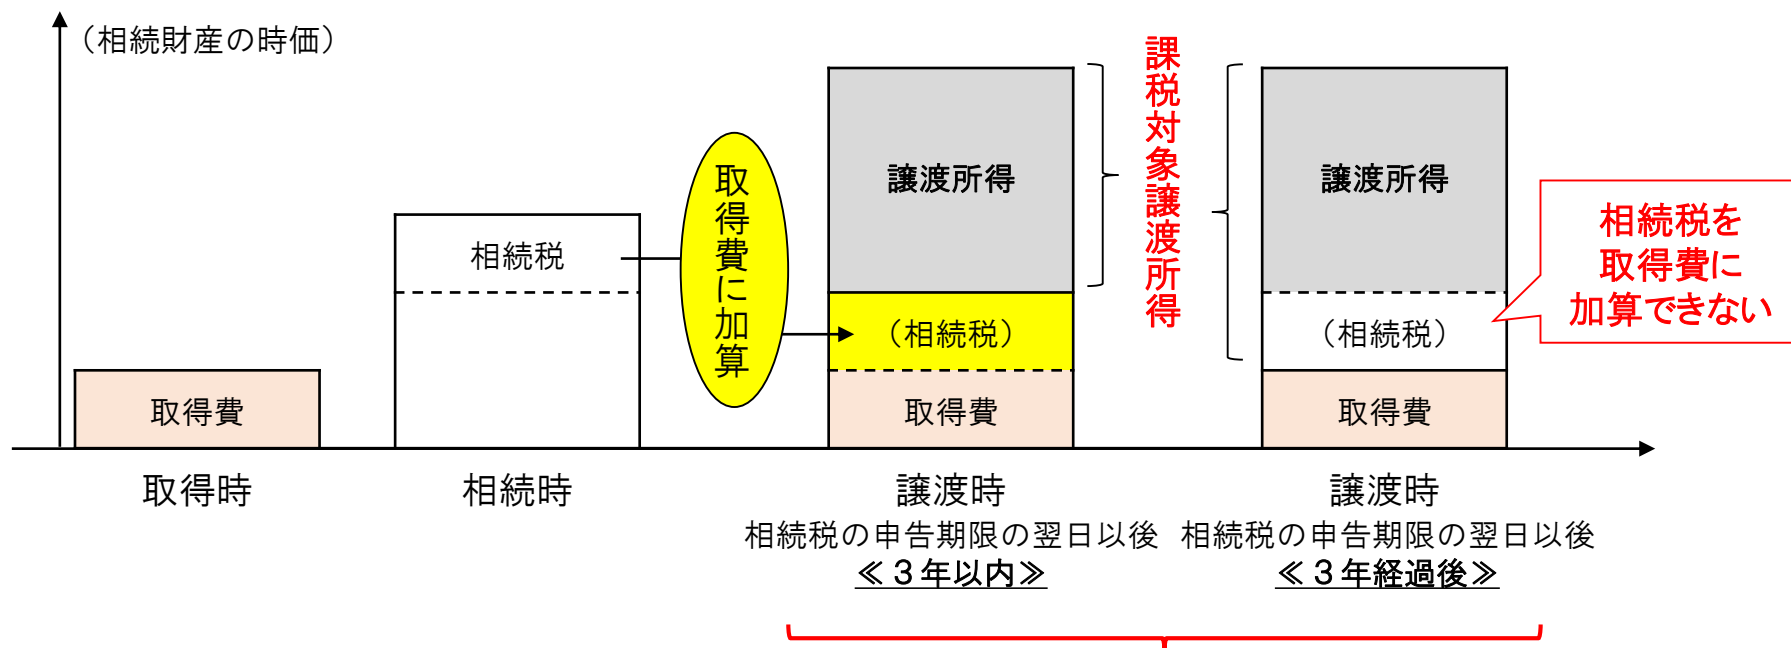 （相続財産の時価）
課税対象譲渡所得
譲渡所得
譲渡所得
取得費に加算
相続税を
取得費に
加算できない
相続税
（相続税）
（相続税）
取得費
取得費
取得費
取得時
相続時
譲渡時
譲渡時
相続税の申告期限の翌日以後
相続税の申告期限の翌日以後
≪３年以内≫
≪３年経過後≫